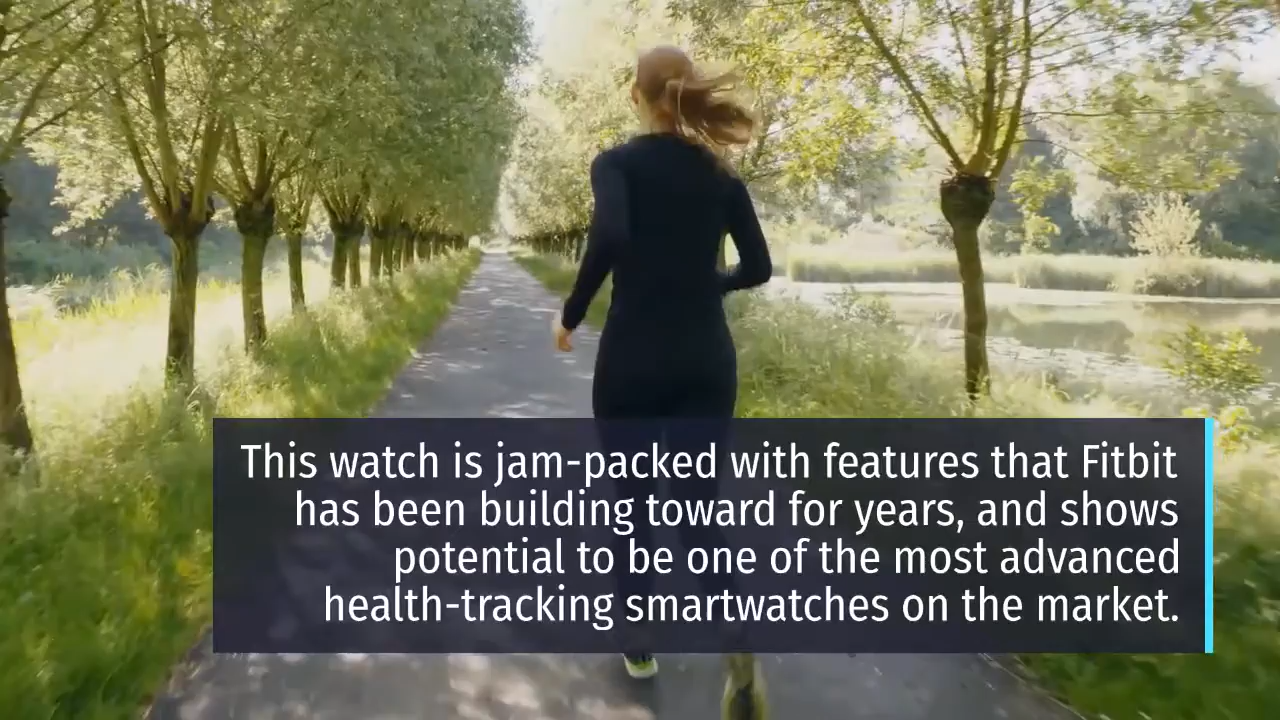 This watch is jam-packed with features that Fitbit
has been building toward for years, and shows
potential to be one of the most advanced
health-tracking smartwatches on the market.